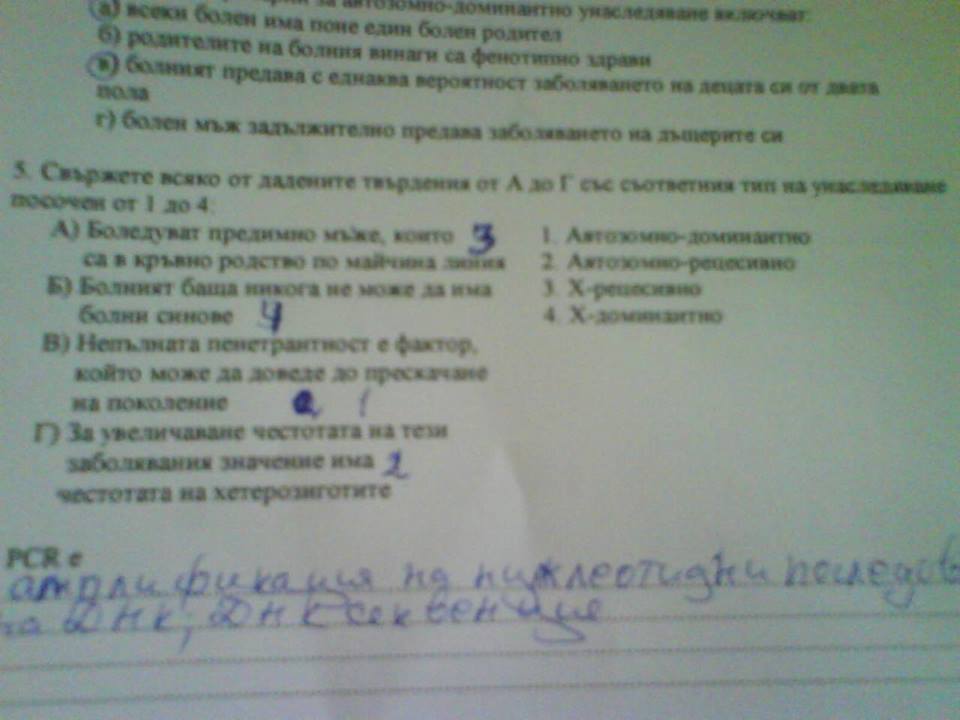 за автозомно-доминантно унаследяване включват:
а) всеки болен има поне един болен родител
б) родителите на болния винаги са фенотипно здрави
в) болният предава с еднаква вероятност заболяването на децата си от двата
пола
г) болен мъж задължително предава заболяването на дъщерите си
5. Свържете всяко от дадените твърдения от А до Г със съответния тип на унаследяване
посочен от 1 до 4:
А) Боледуват предимно мъже, които 3 1. Автозомно-доминантно
са в кръвно родство по майчина линия 2. Автозомно-рецесивно
Б) Болният баща никога не може да има 3. Х-рецесивно
болни синове 4 4. Х-доминантно
В) Непълната пенетрантност е фактор,
който може да доведе до прескачане
на поколение 1
Г) За увеличаване честотата на тези
заболявания значение има 2
честотата на хетерозиготите
PCR е
амплификация на нуклеотидни последов
на ДНК; ДНК секвенция